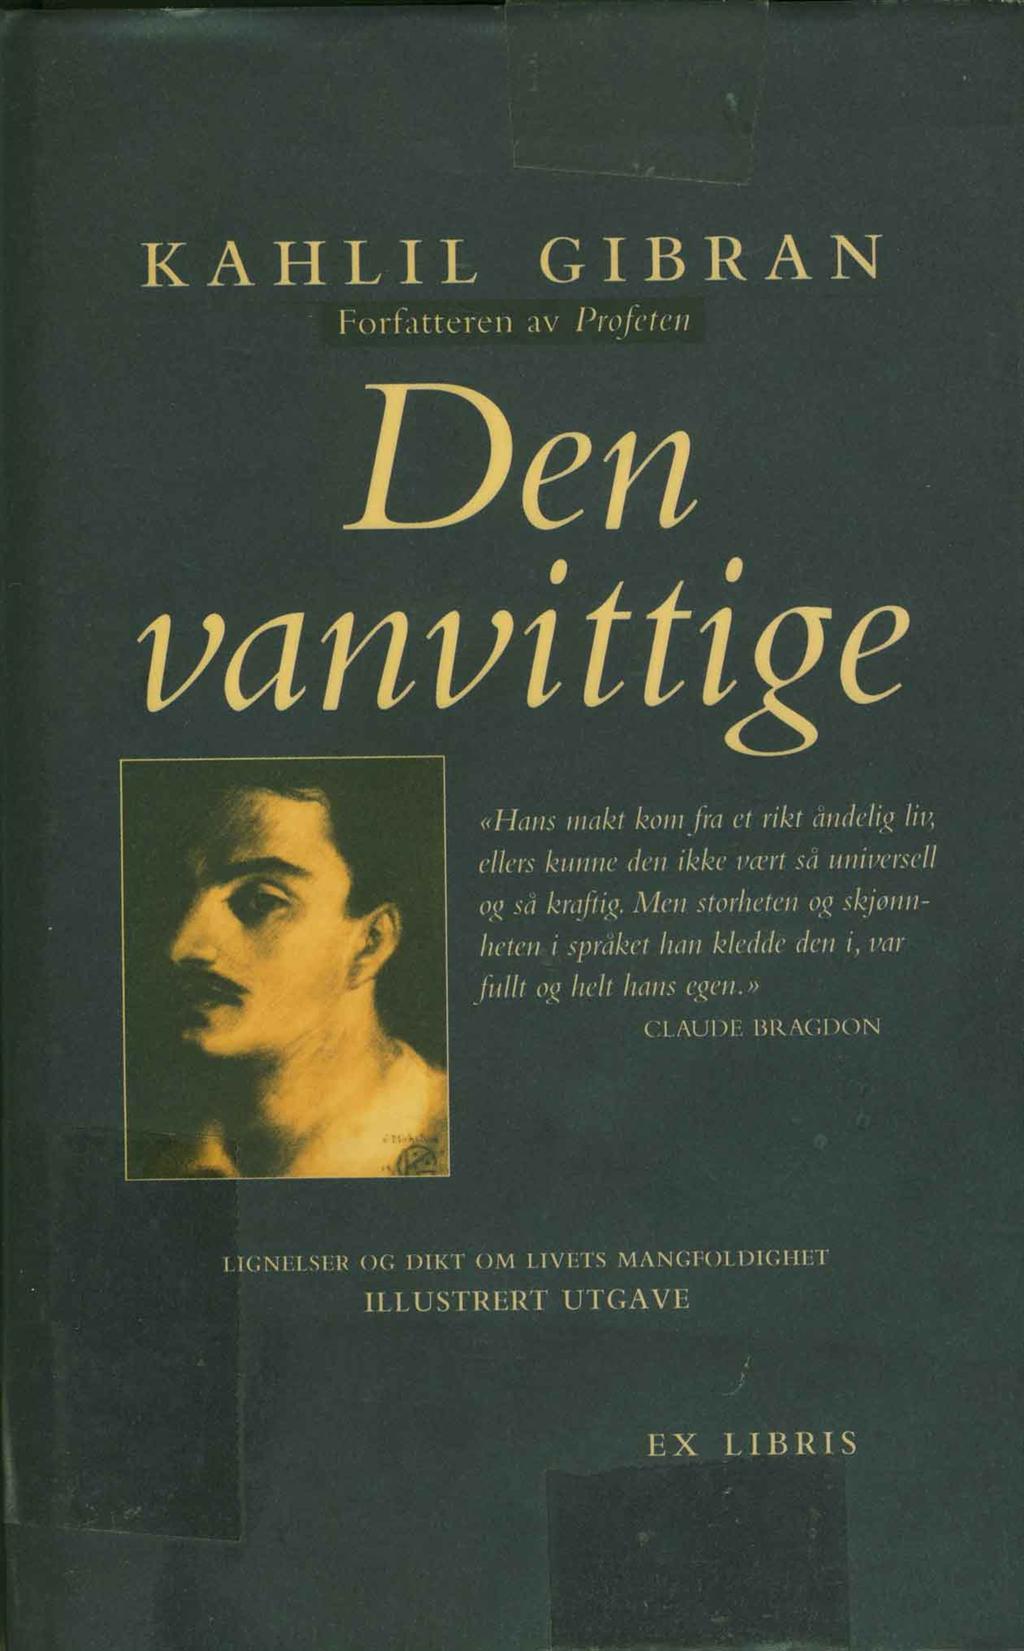 KAHLIL GIBRAN
Forfatteren av Profeten
Den
vanvittige
«Hans makt kom fra et rikt åndelig liv,
ellers kunne den ikke vært så universell
og så kraftig. Men storheten og skjønn-
heten i språket han kledde den i, var
fullt og helt hans egen.»
CLAUDE BRAGDON
LIGNELSER OG DIKT OM LIVETS MANGFOLDIGHET
ILLUSTRERT UTGAVE
EX LIBRIS